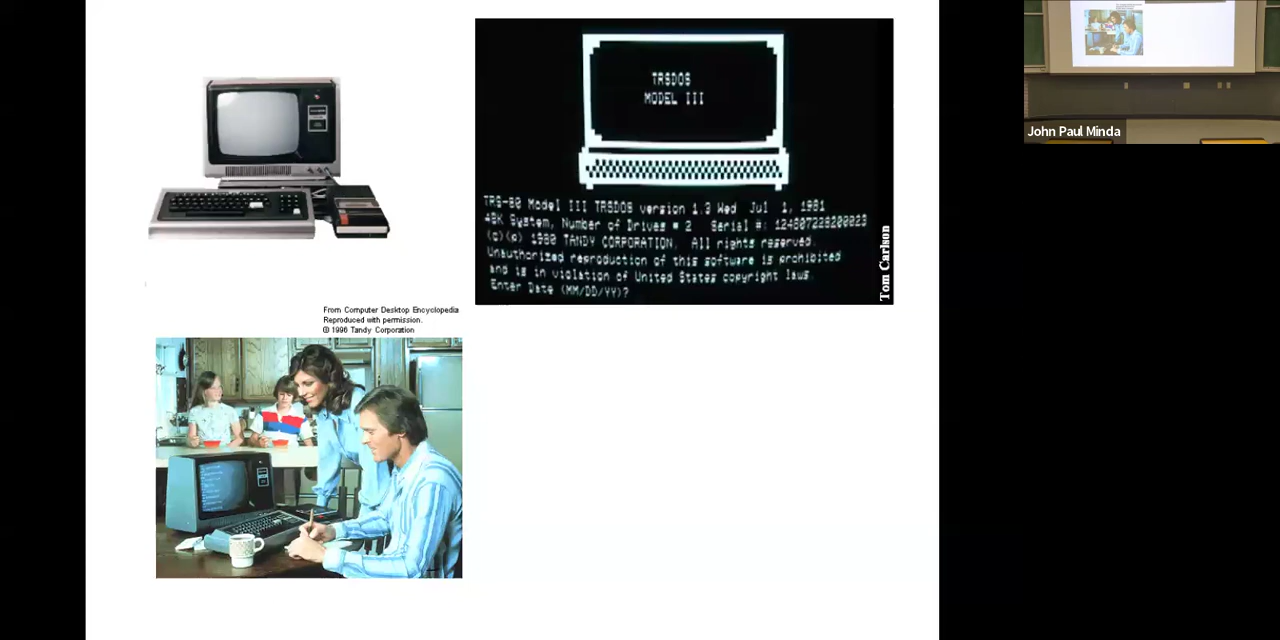 TRSDOS
MODEL III
TRS-80 Model III TRSDOS version 1.3 Wed Jul 1, 1981
48K System, Number of Drives = 2 Serial #: 124807228200023
(c)(p) 1980 TANDY CORPORATION, All rights reserved.
Unauthorized reproduction of this software is prohibited
and is in violation of United States copyright laws.
Enter Date (MM/DD/YY)?
Tom Carlson
John Paul Minda
From Computer Desktop Encyclopedia
Reproduced with permission.
© 1996 Tandy Corporation